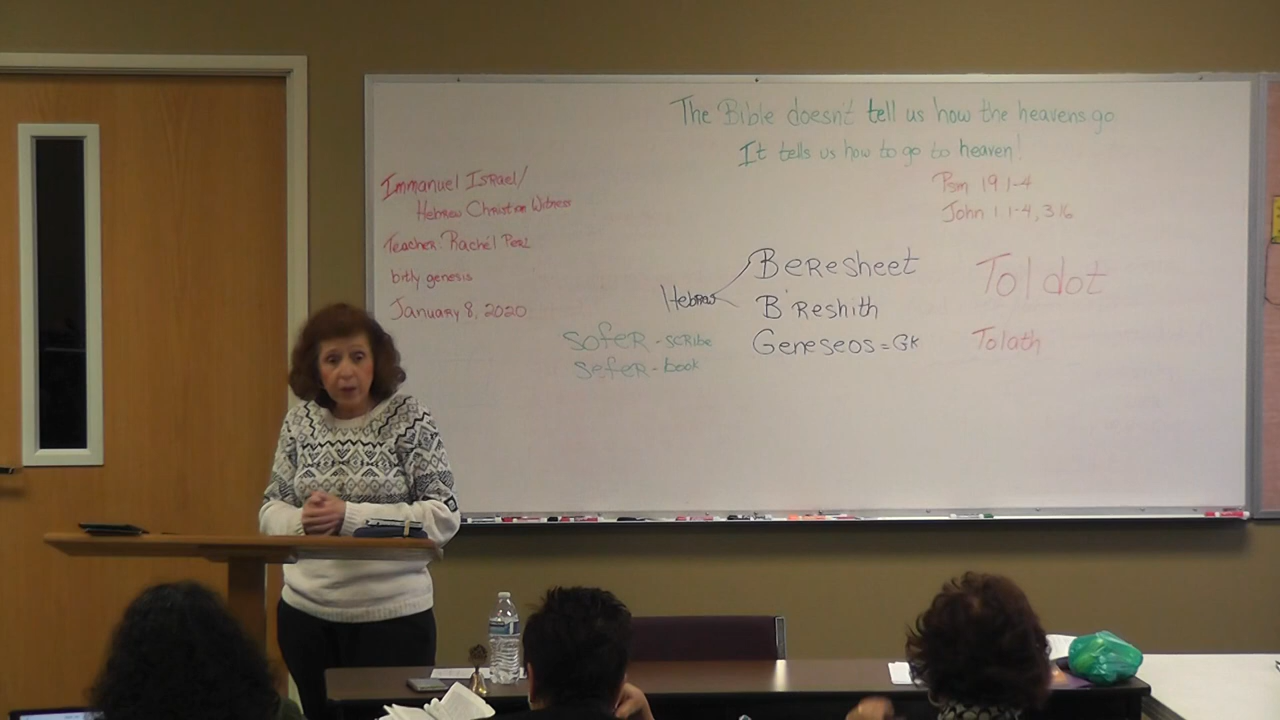 The Bible doesn't tell us how the heavens go
It tells us how to go to heaven!
Psm 19:1-4
John 1 1-4, 3 16
Immanuel Israel/
Hebrew Christian Witness
Teacher: Rachél Perl
bitly genesis
January 8, 2020
Hebrew
Beresheet
B'Reshith
Geneseos = Gk
Sofer - scribe
Sefer - book
Toldot
Tolath